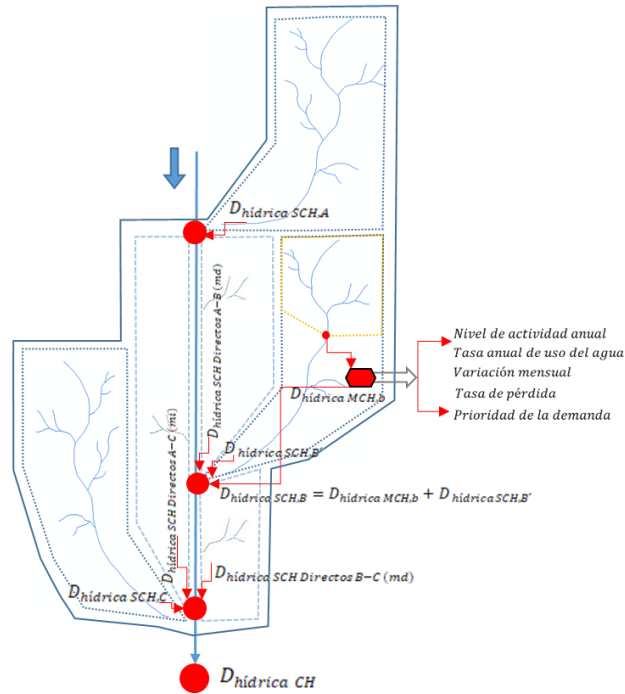 D hídrica SCH,A
D hídrica SCH Directos A−B (md)
Nivel de actividad anual
Tasa anual de uso del agua
Variación mensual
Tasa de pérdida
Prioridad de la demanda
D hídrica MCH,b
D hídrica SCH Directos A−C (mi)
D hídrica SCH,B'
D hídrica SCH,B = D hídrica MCH,b + D hídrica SCH,B'
D hídrica SCH Directos B−C (md)
D hídrica SCH,C
D hídrica CH